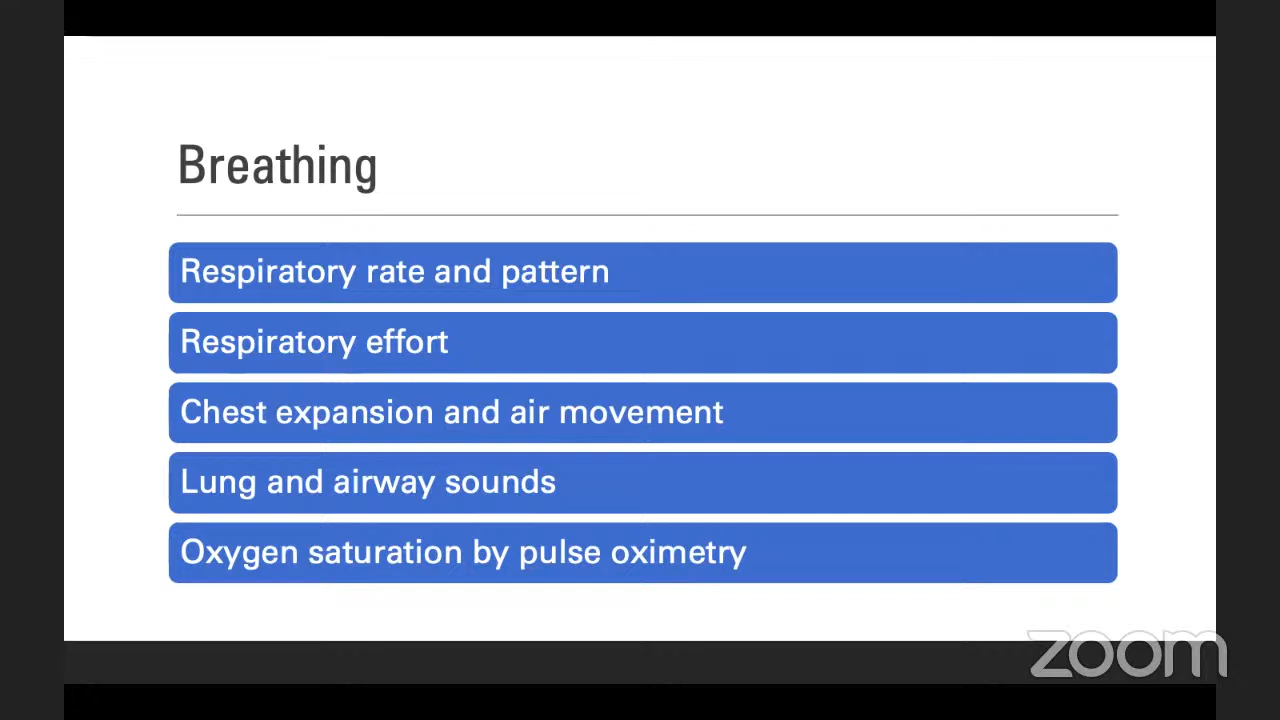 Breathing
Respiratory rate and pattern
Respiratory effort
Chest expansion and air movement
Lung and airway sounds
Oxygen saturation by pulse oximetry
zoom